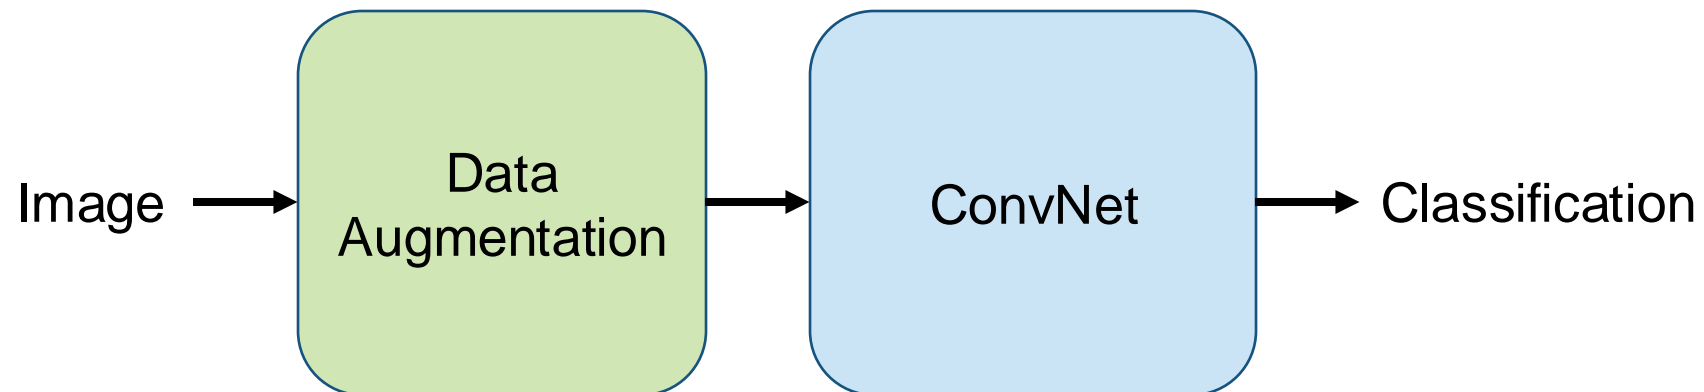 Image
Data
Augmentation
ConvNet
Classification